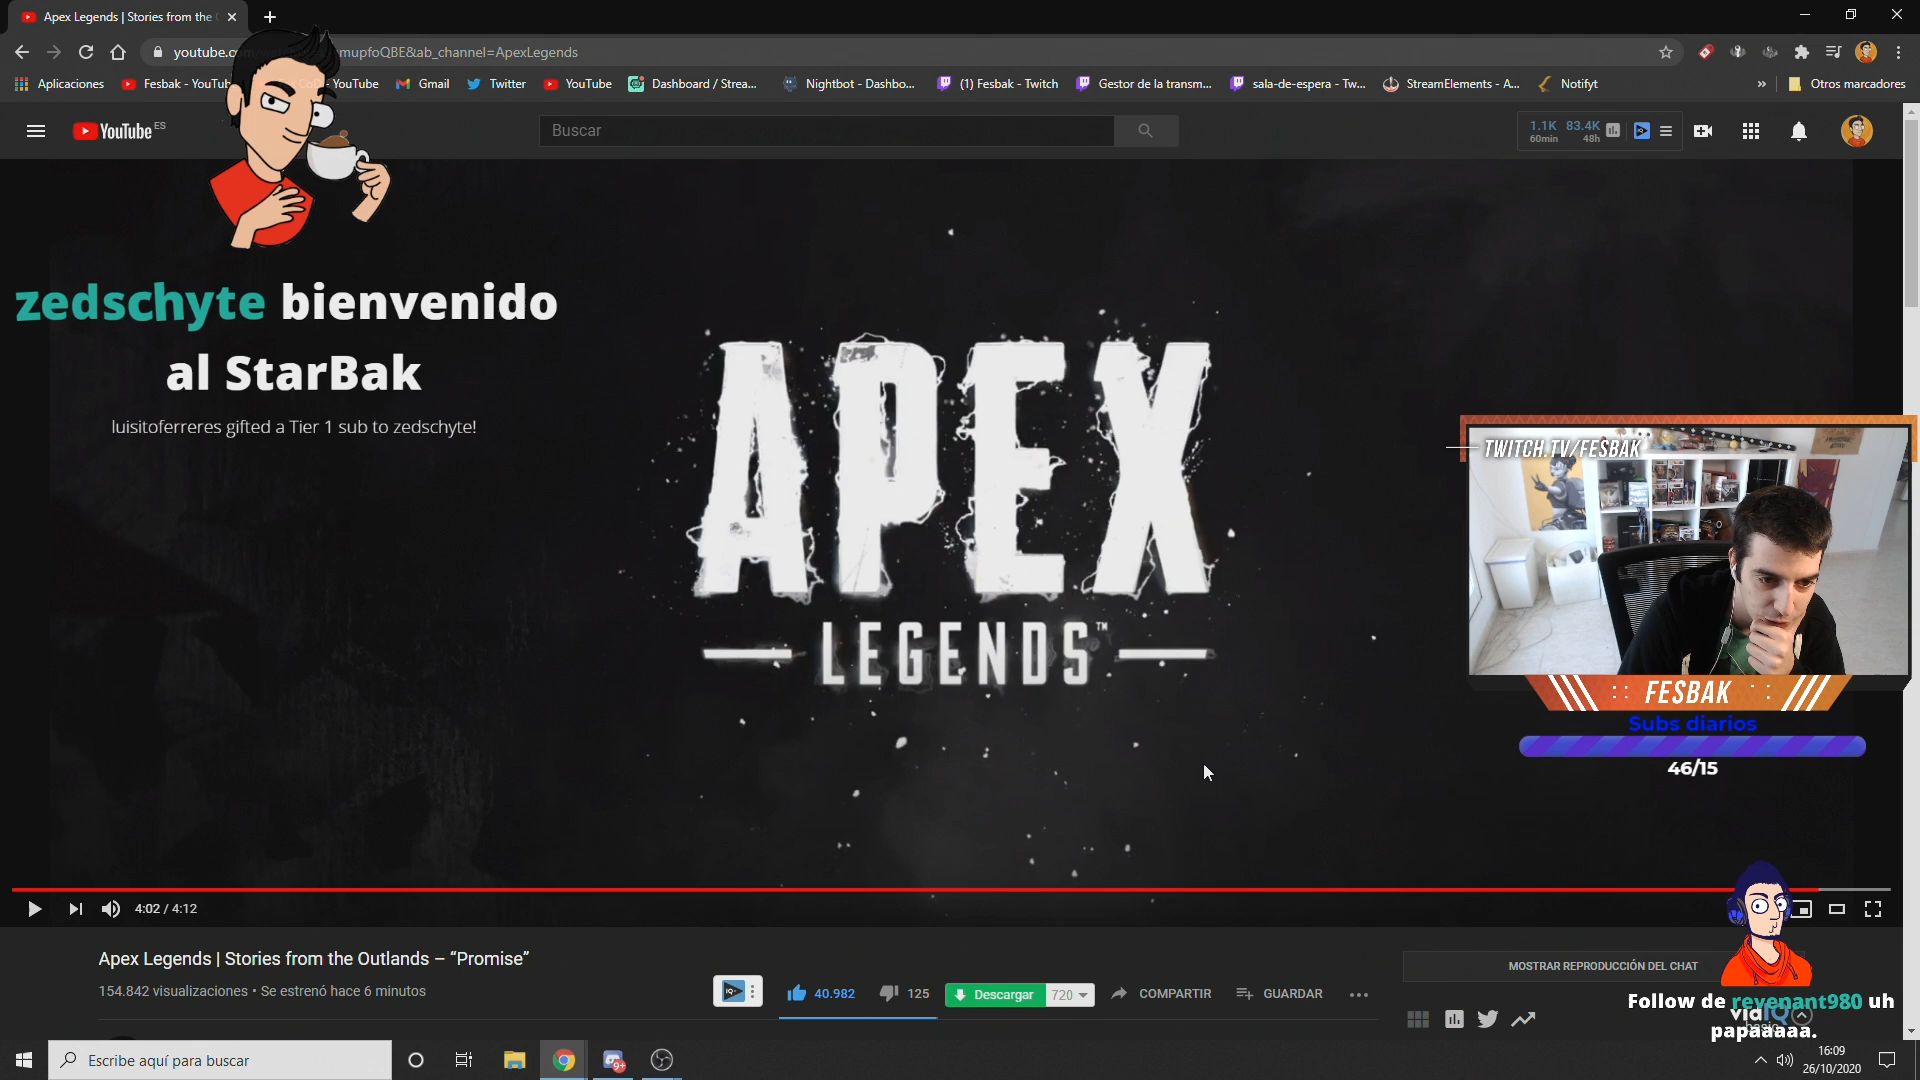 Apex Legends | Stories from the
youtube.c mupfoQBE&ab_channel=ApexLegends
Aplicaciones
Fesbak - YouTub
YouTube
Gmail
Twitter
YouTube
Dashboard / Strea...
Nightbot - Dashbo...
(1) Fesbak - Twitch
Gestor de la transm...
sala-de-espera - Tw...
StreamElements - A...
Notifyt
»
Otros marcadores
YouTube ES
Buscar
1.1K 83.4K
60min 48h
zedschyte bienvenido
al StarBak
luisitoferreres gifted a Tier 1 sub to zedschyte!
APEX
LEGENDS™
TWITCH.TV/FESBAK
:: FESBAK ::
Subs diarios
46/15
4:02 / 4:12
Apex Legends | Stories from the Outlands – “Promise”
154.842 visualizaciones • Se estrenó hace 6 minutos
IQ
40.982
125
Descargar
720
COMPARTIR
GUARDAR
MOSTRAR REPRODUCCIÓN DEL CHAT
Follow de revenant980 uh
papaaaaa.
vidIQ
Escribe aquí para buscar
9+
16:09
26/10/2020